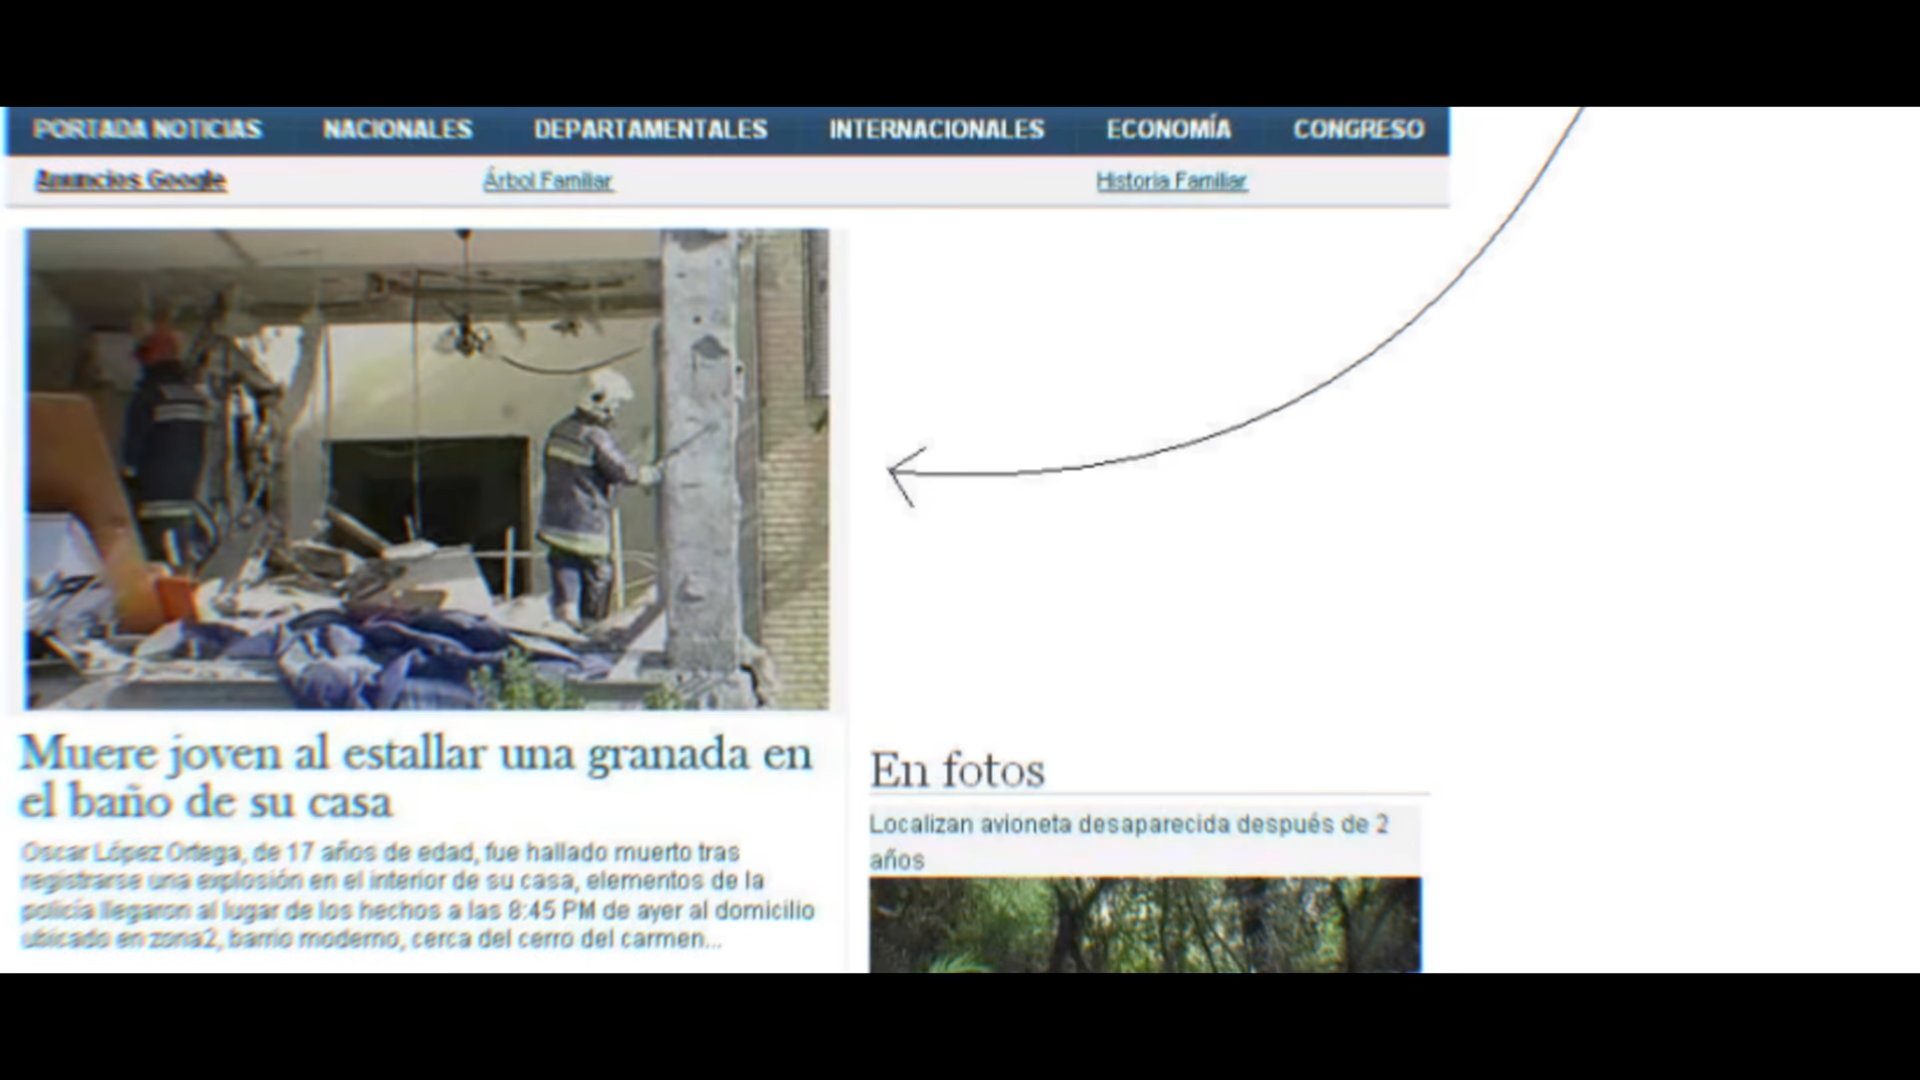 PORTADA NOTICIAS NACIONALES DEPARTAMENTALES INTERNACIONALES ECONOMÍA CONGRESO
Anuncios Google Árbol Familiar Historia Familiar
Muere joven al estallar una granada en
el baño de su casa
Oscar López Ortega, de 17 años de edad, fue hallado muerto tras
registrarse una explosión en el interior de su casa, elementos de la
policía llegaron al lugar de los hechos a las 8:45 PM de ayer al domicilio
ubicado en zona2, barrio moderno, cerca del cerro del carmen...
En fotos
Localizan avioneta desaparecida después de 2
años